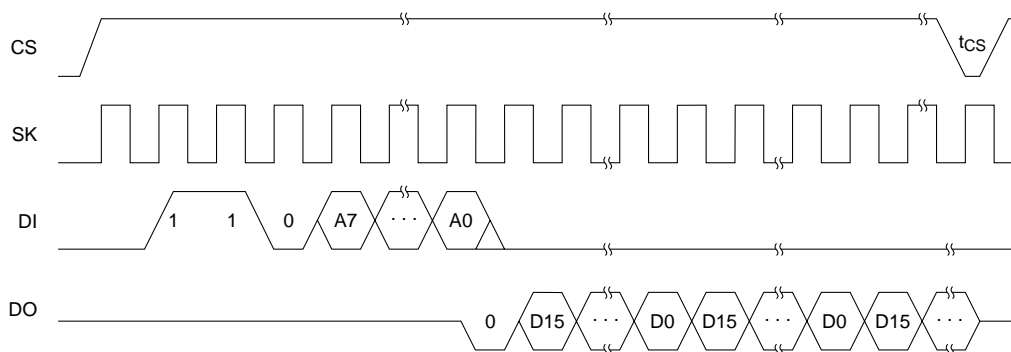 CS tCS
SK
DI 1 1 0 A7 · · · A0
DO 0 D15 · · · D0 D15 · · · D0 D15 · · ·